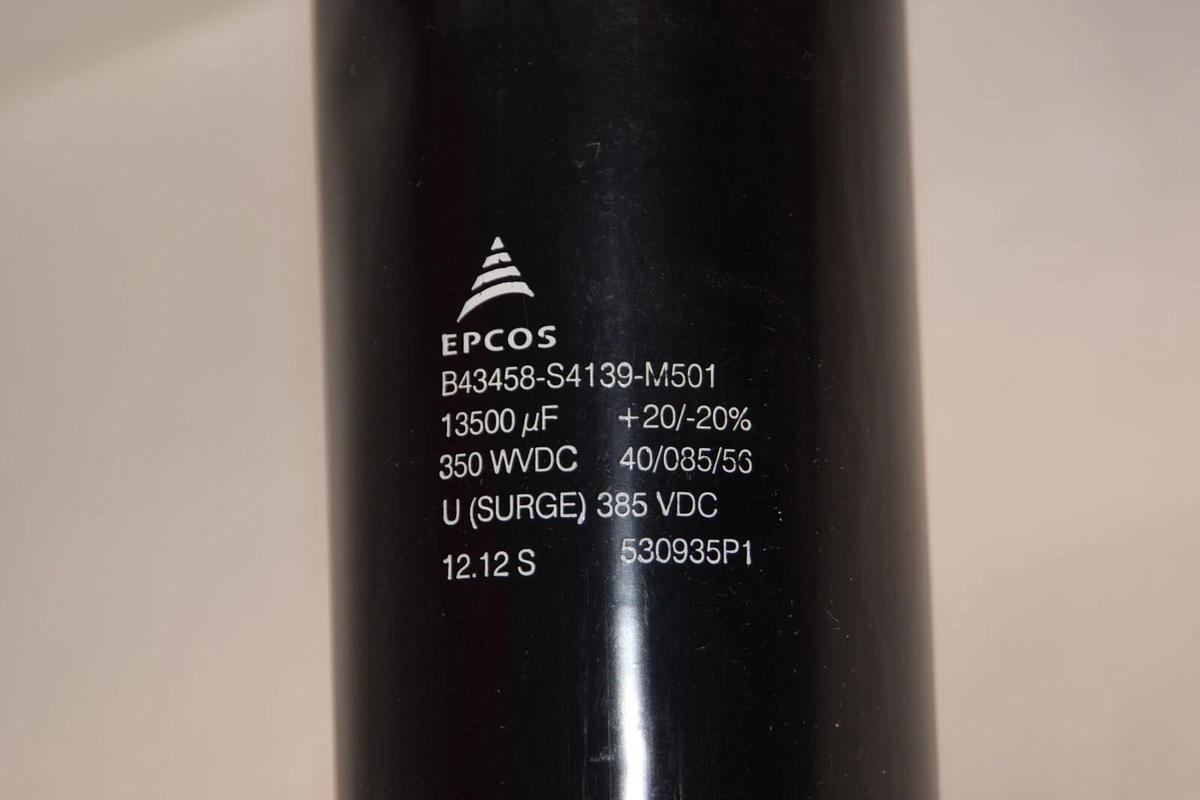 EPCOS
B43458-S4139-M501
13500 µF +20/-20%
350 WVDC 40/085/56
U (SURGE) 385 VDC
12.12 S 530935P1